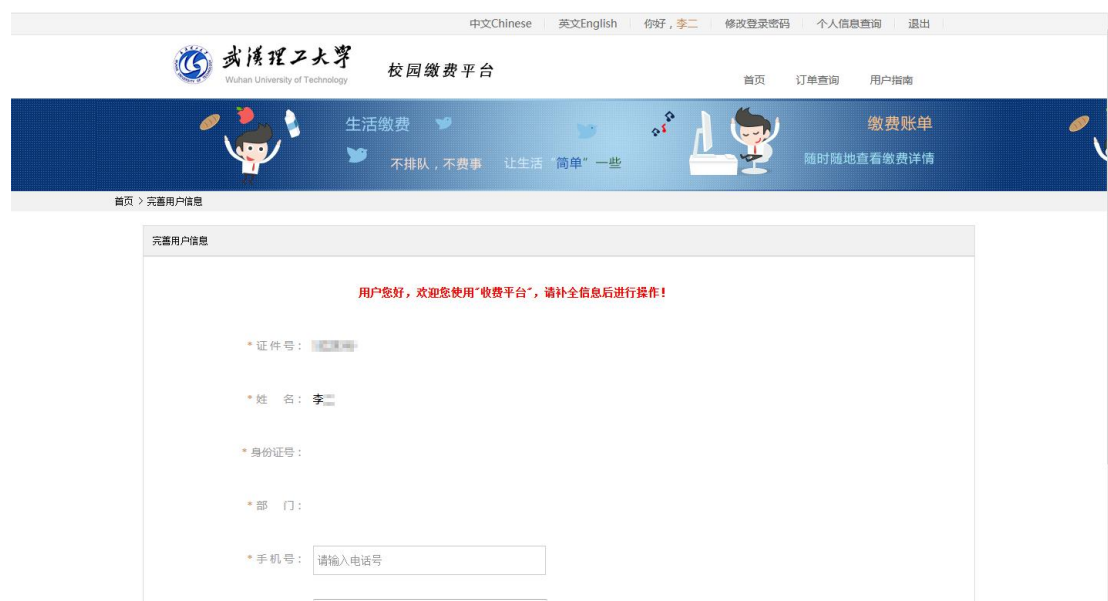 中文Chinese 英文English 你好，李二 修改登录密码 个人信息查询 退出
武汉理工大学
Wuhan University of Technology
校园缴费平台
首页 订单查询 用户指南
生活缴费
不排队，不费事 让生活“简单”一些
缴费账单
随时随地查看缴费详情
首页 > 完善用户信息
完善用户信息
用户您好，欢迎您使用"收费平台"，请补全信息后进行操作！
* 证件号：
* 姓 名： 李
* 身份证号：
* 部 门：
* 手机号： 请输入电话号